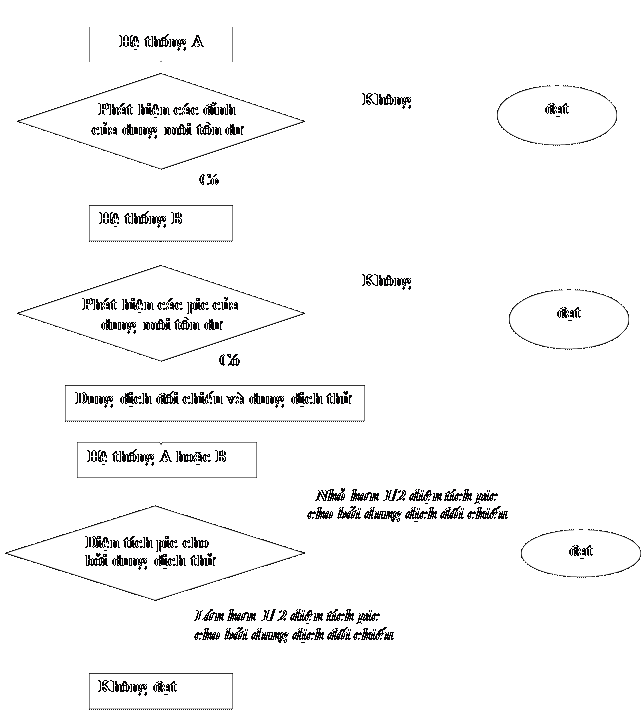 Hệ thống A
Phát hiện các đỉnh
của dung môi tồn dư
Không
đạt
Có
Hệ thống B
Phát hiện các pic của
dung môi tồn dư
Không
đạt
Có
Dung dịch đối chiếu và dung dịch thử
Hệ thống A hoặc B
Nhỏ hơn 1/2 diện tích pic
cho bởi dung dịch đối chiếu
Diện tích pic cho
bởi dung dịch thử
đạt
Lớn hơn 1/2 diện tích pic
cho bởi dung dịch đối chiếu
Không đạt